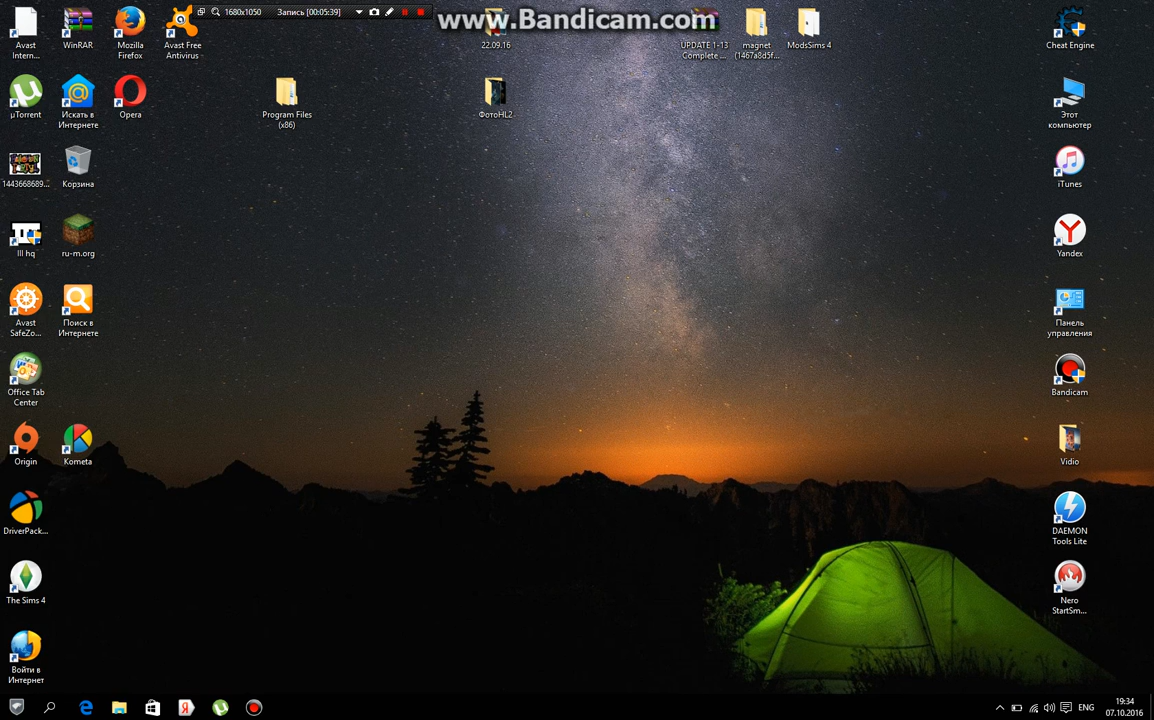 1680x1050
Запись [00:05:39]
www.Bandicam.com
Avast
Intern...
WinRAR
Mozilla
Firefox
Avast Free
Antivirus
22.09.16
UPDATE 1-13
Complete ...
magnet
(1467a8d5f...
ModsSims 4
Cheat Engine
µTorrent
Искать в
Интернете
Opera
Program Files
(x86)
ФотоHL2
Этот
компьютер
1443668689...
Корзина
iTunes
III hq
ru-m.org
Yandex
Avast
SafeZo...
Поиск в
Интернете
Панель
управления
Office Tab
Center
Bandicam
Origin
Kometa
Vidio
DriverPack...
DAEMON
Tools Lite
The Sims 4
Nero
StartSm...
Войти в
Интернет
ENG
19:34
07.10.2016